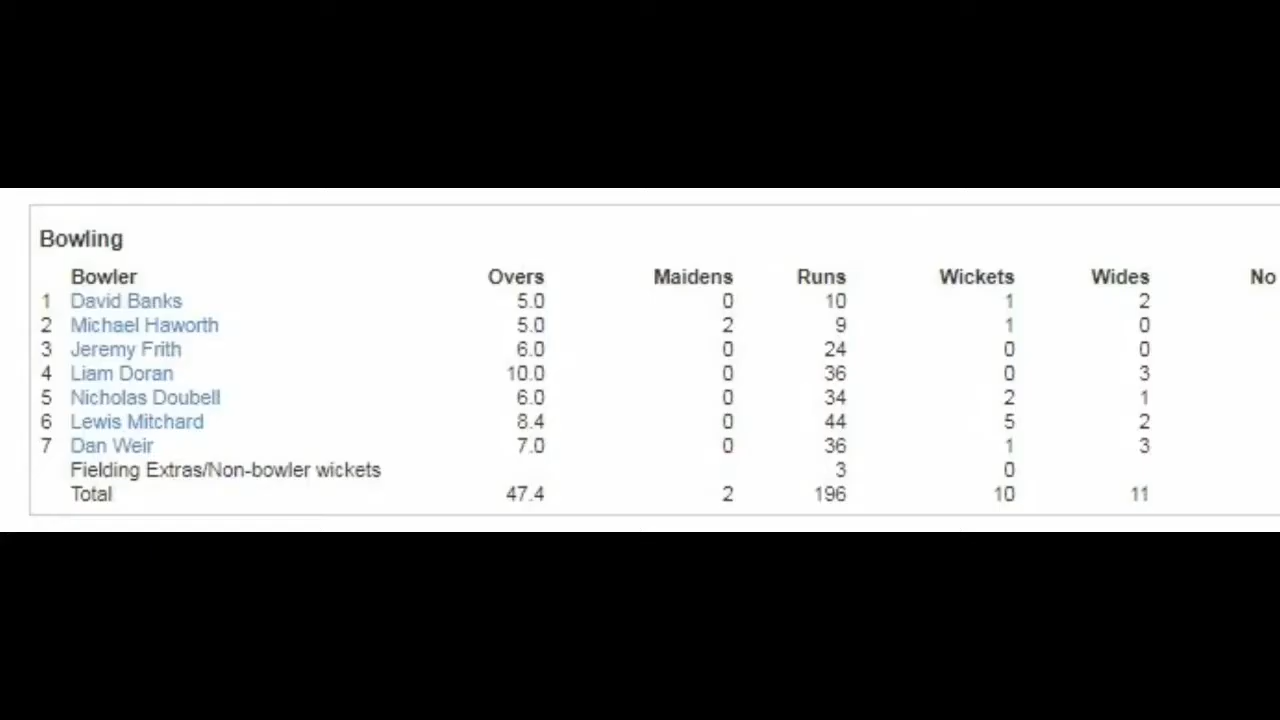 Bowling
Bowler Overs Maidens Runs Wickets Wides No
1 David Banks 5.0 0 10 1 2
2 Michael Haworth 5.0 2 9 1 0
3 Jeremy Frith 6.0 0 24 0 0
4 Liam Doran 10.0 0 36 0 3
5 Nicholas Doubell 6.0 0 34 2 1
6 Lewis Mitchard 8.4 0 44 5 2
7 Dan Weir 7.0 0 36 1 3
Fielding Extras/Non-bowler wickets 3 0
Total 47.4 2 196 10 11